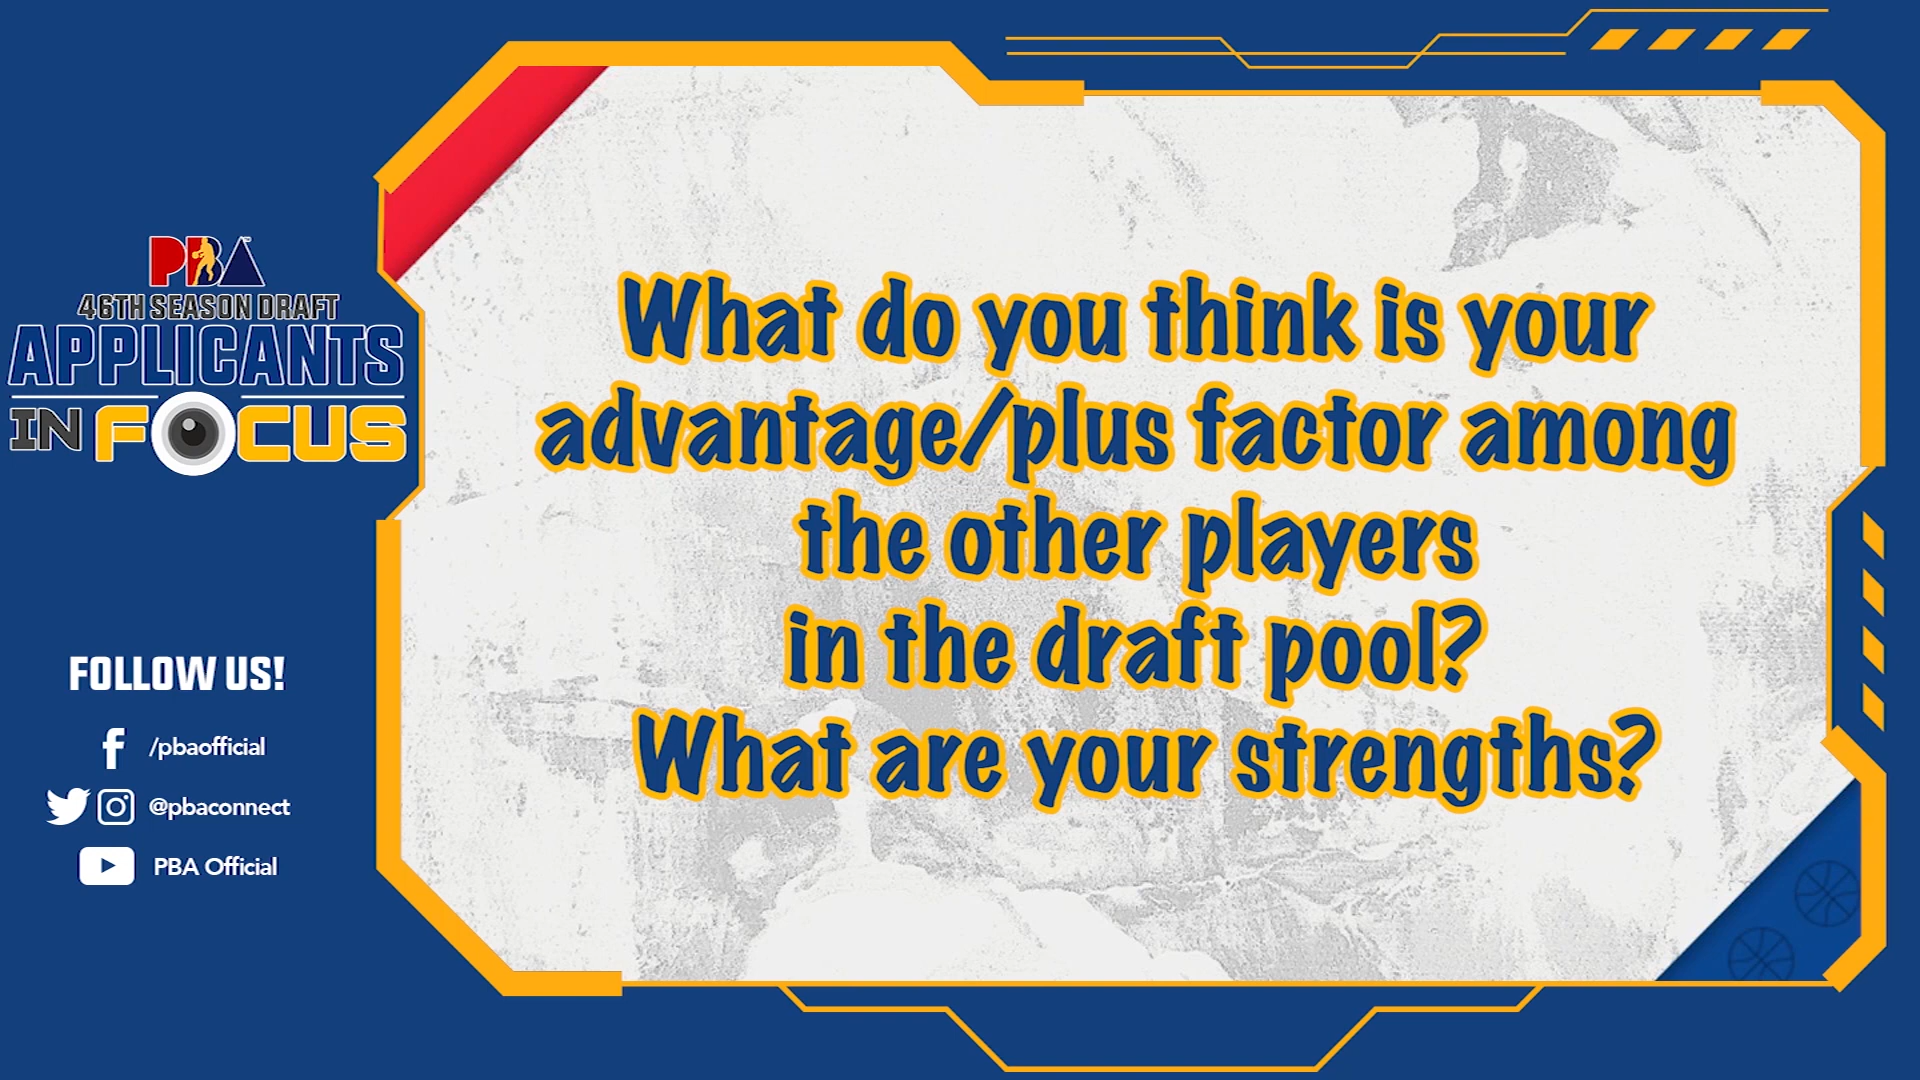 PBA
46TH SEASON DRAFT
APPLICANTS
IN FOCUS
What do you think is your
advantage/plus factor among
the other players
in the draft pool?
What are your strengths?
FOLLOW US!
/pbaofficial
@pbaconnect
PBA Official